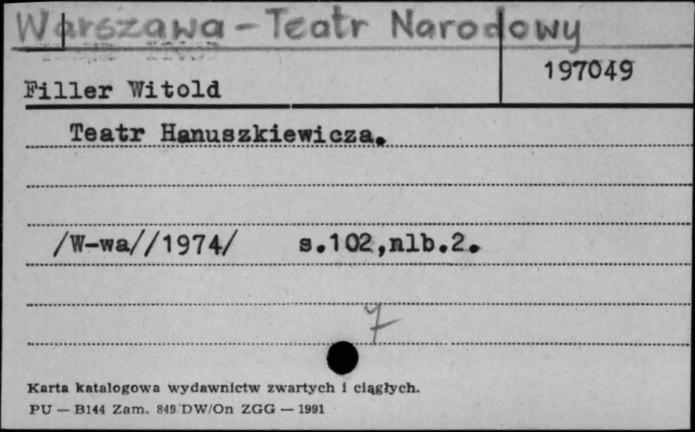 Warszawa - Teatr Narodowy
197049
Filler Witold
Teatr Hanuszkiewicza.
/W-wa//1974/ s.102,nlb.2.
7
Karta katalogowa wydawnictw zwartych i ciągłych.
PU — B144 Zam. 849/DW/On ZGG — 1991